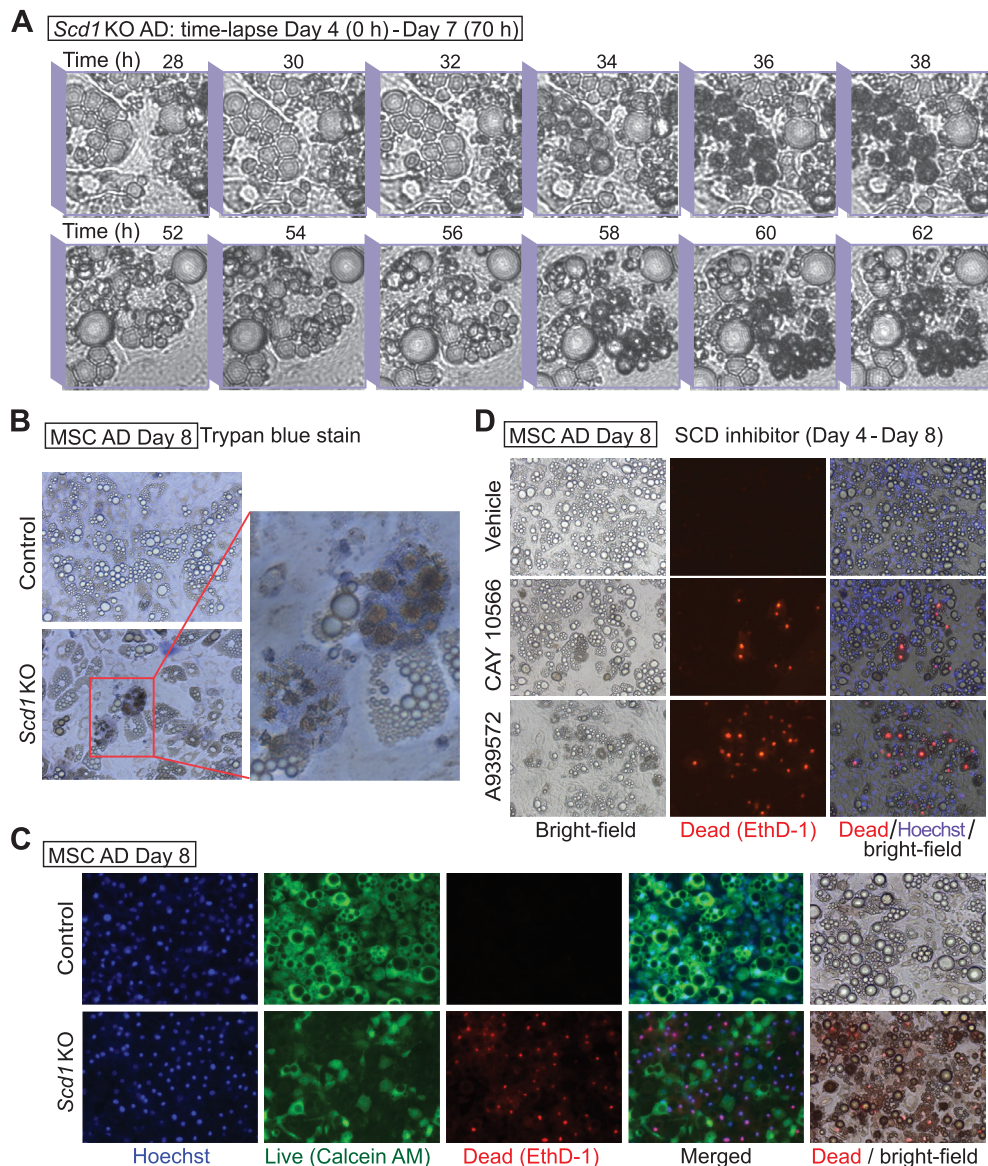 A Scd1 KO AD: time-lapse Day 4 (0 h) - Day 7 (70 h)
Time (h) 28 30 32 34 36 38
Time (h) 52 54 56 58 60 62
B MSC AD Day 8 Trypan blue stain
Control
Scd1 KO
D MSC AD Day 8 SCD inhibitor (Day 4 - Day 8)
Vehicle
CAY 10566
A939572
Bright-field Dead (EthD-1) Dead/Hoechst/
bright-field
C MSC AD Day 8
Control
Scd1 KO
Hoechst Live (Calcein AM) Dead (EthD-1) Merged Dead / bright-field